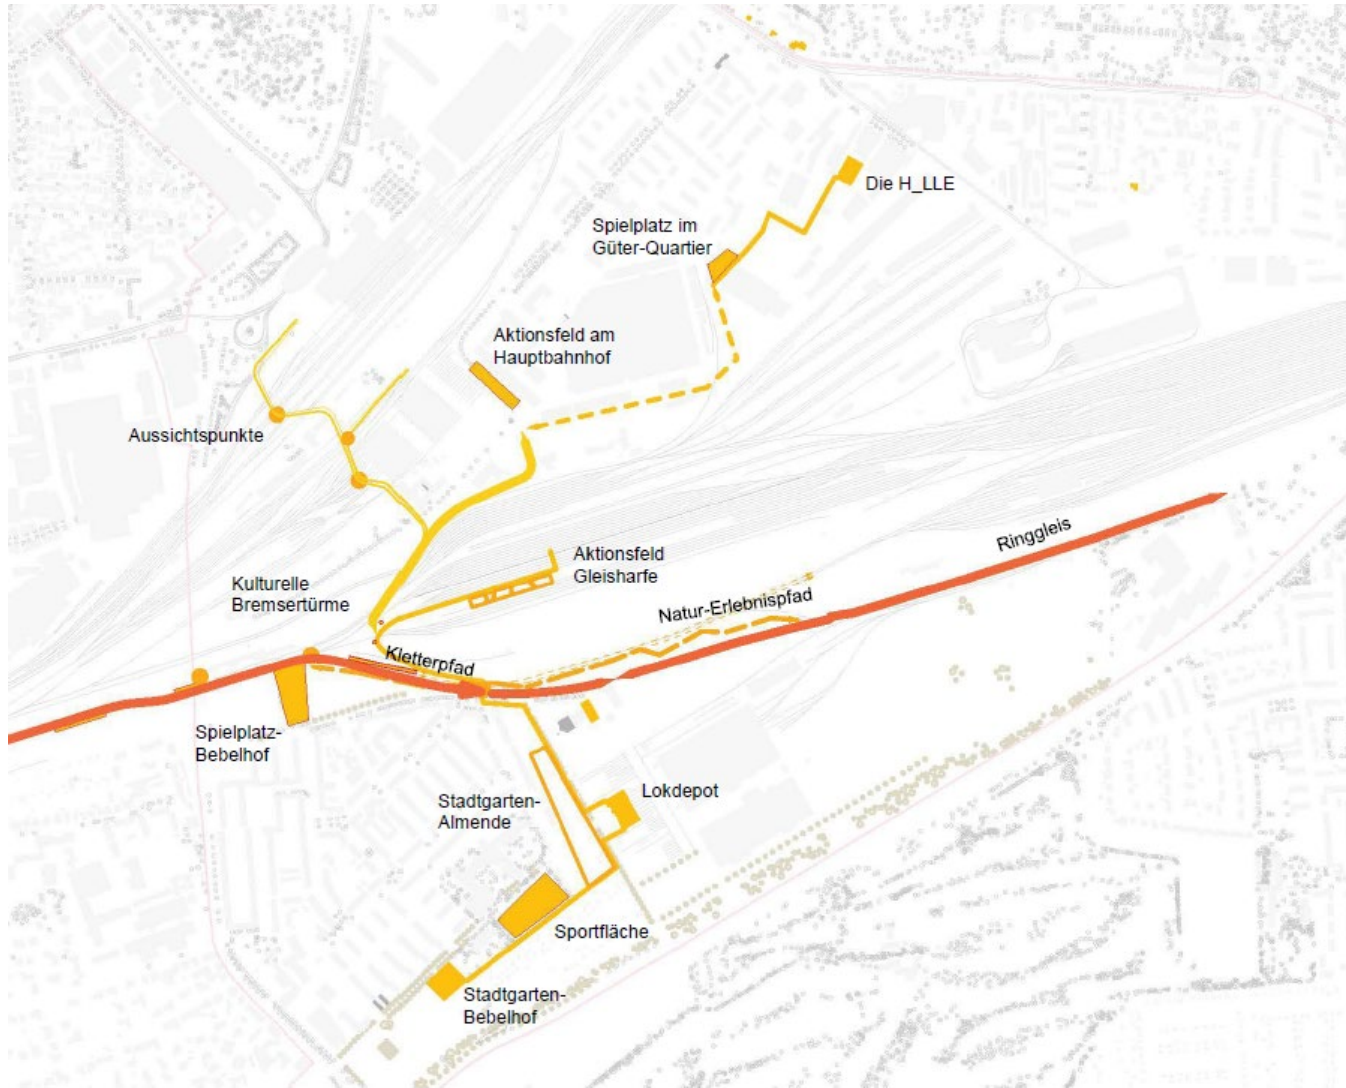 Die H_LLE
Spielplatz im
Güter-Quartier
Aktionsfeld am
Hauptbahnhof
Aussichtspunkte
Ringgleis
Aktionsfeld
Gleisharfe
Kulturelle
Bremsertürme
Natur-Erlebnispfad
Kletterpfad
Spielplatz-
Bebelhof
Lokdepot
Stadtgarten-
Almende
Sportfläche
Stadtgarten-
Bebelhof